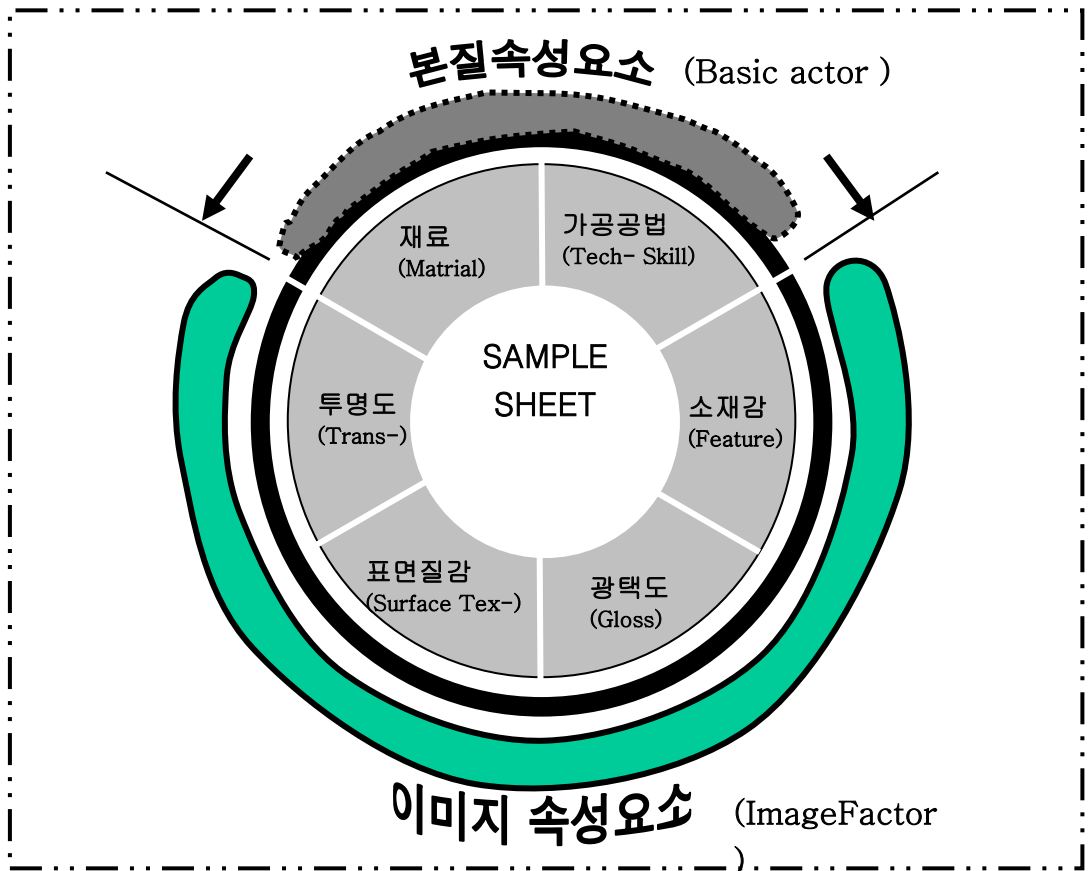 본질속성요소 (Basic actor )
재료
(Matrial)
가공공법
(Tech- Skill)
SAMPLE
SHEET
투명도
(Trans-)
소재감
(Feature)
표면질감
(Surface Tex-)
광택도
(Gloss)
이미지 속성요소 (ImageFactor
)